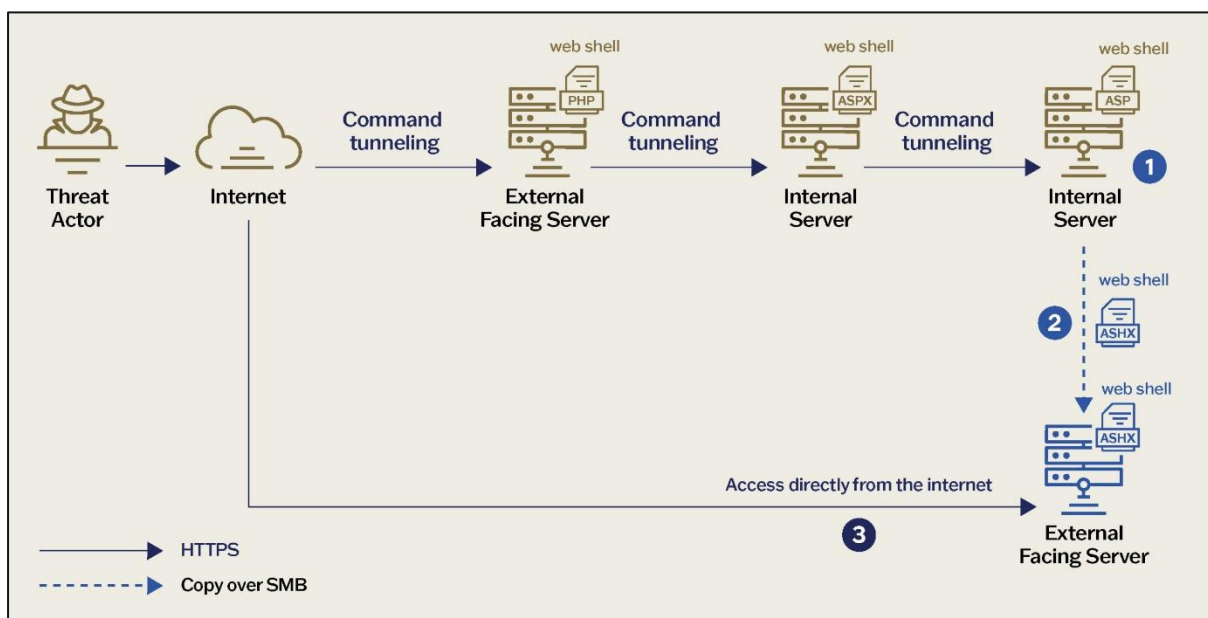 web shell
PHP
web shell
ASPX
web shell
ASP
Command
tunneling
Command
tunneling
Command
tunneling
1
Threat
Actor
Internet
External
Facing Server
Internal
Server
Internal
Server
web shell
2
ASHX
web shell
ASHX
Access directly from the internet
3
External
Facing Server
HTTPS
Copy over SMB